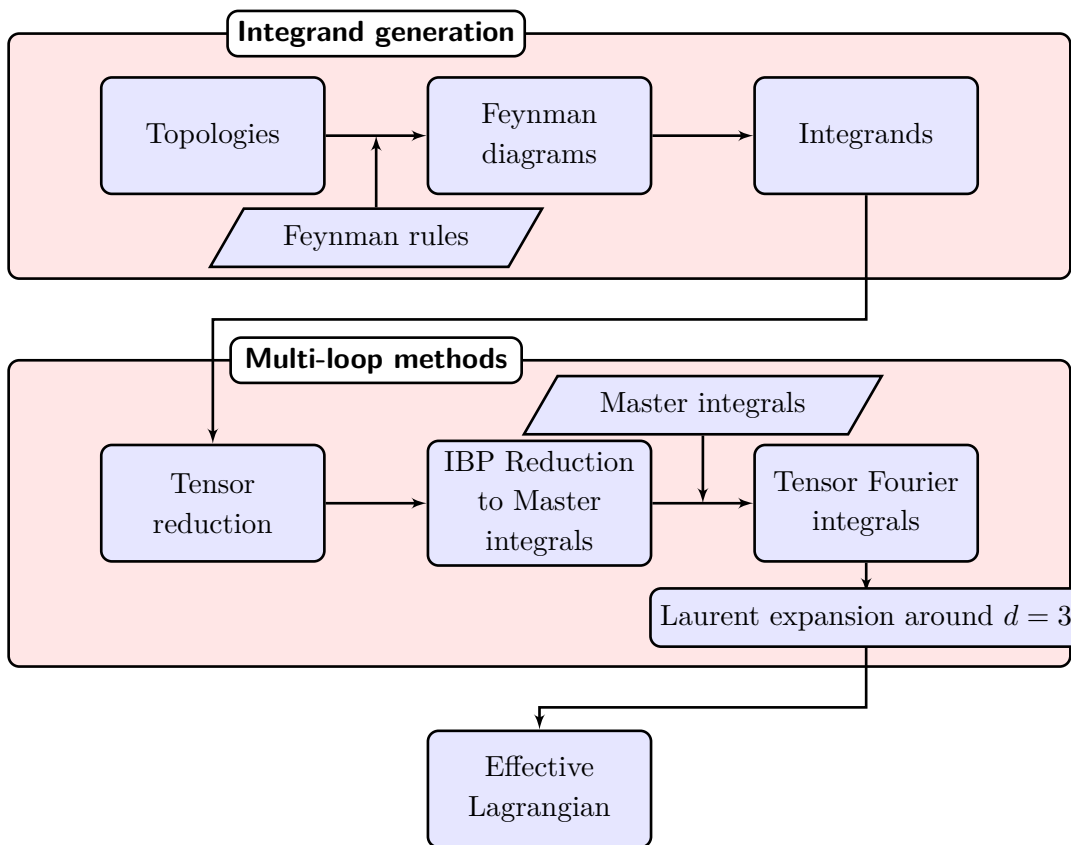 Integrand generation
Topologies
Feynman
diagrams
Integrands
Feynman rules
Multi-loop methods
Master integrals
Tensor
reduction
IBP Reduction
to Master
integrals
Tensor Fourier
integrals
Laurent expansion around d = 3
Effective
Lagrangian